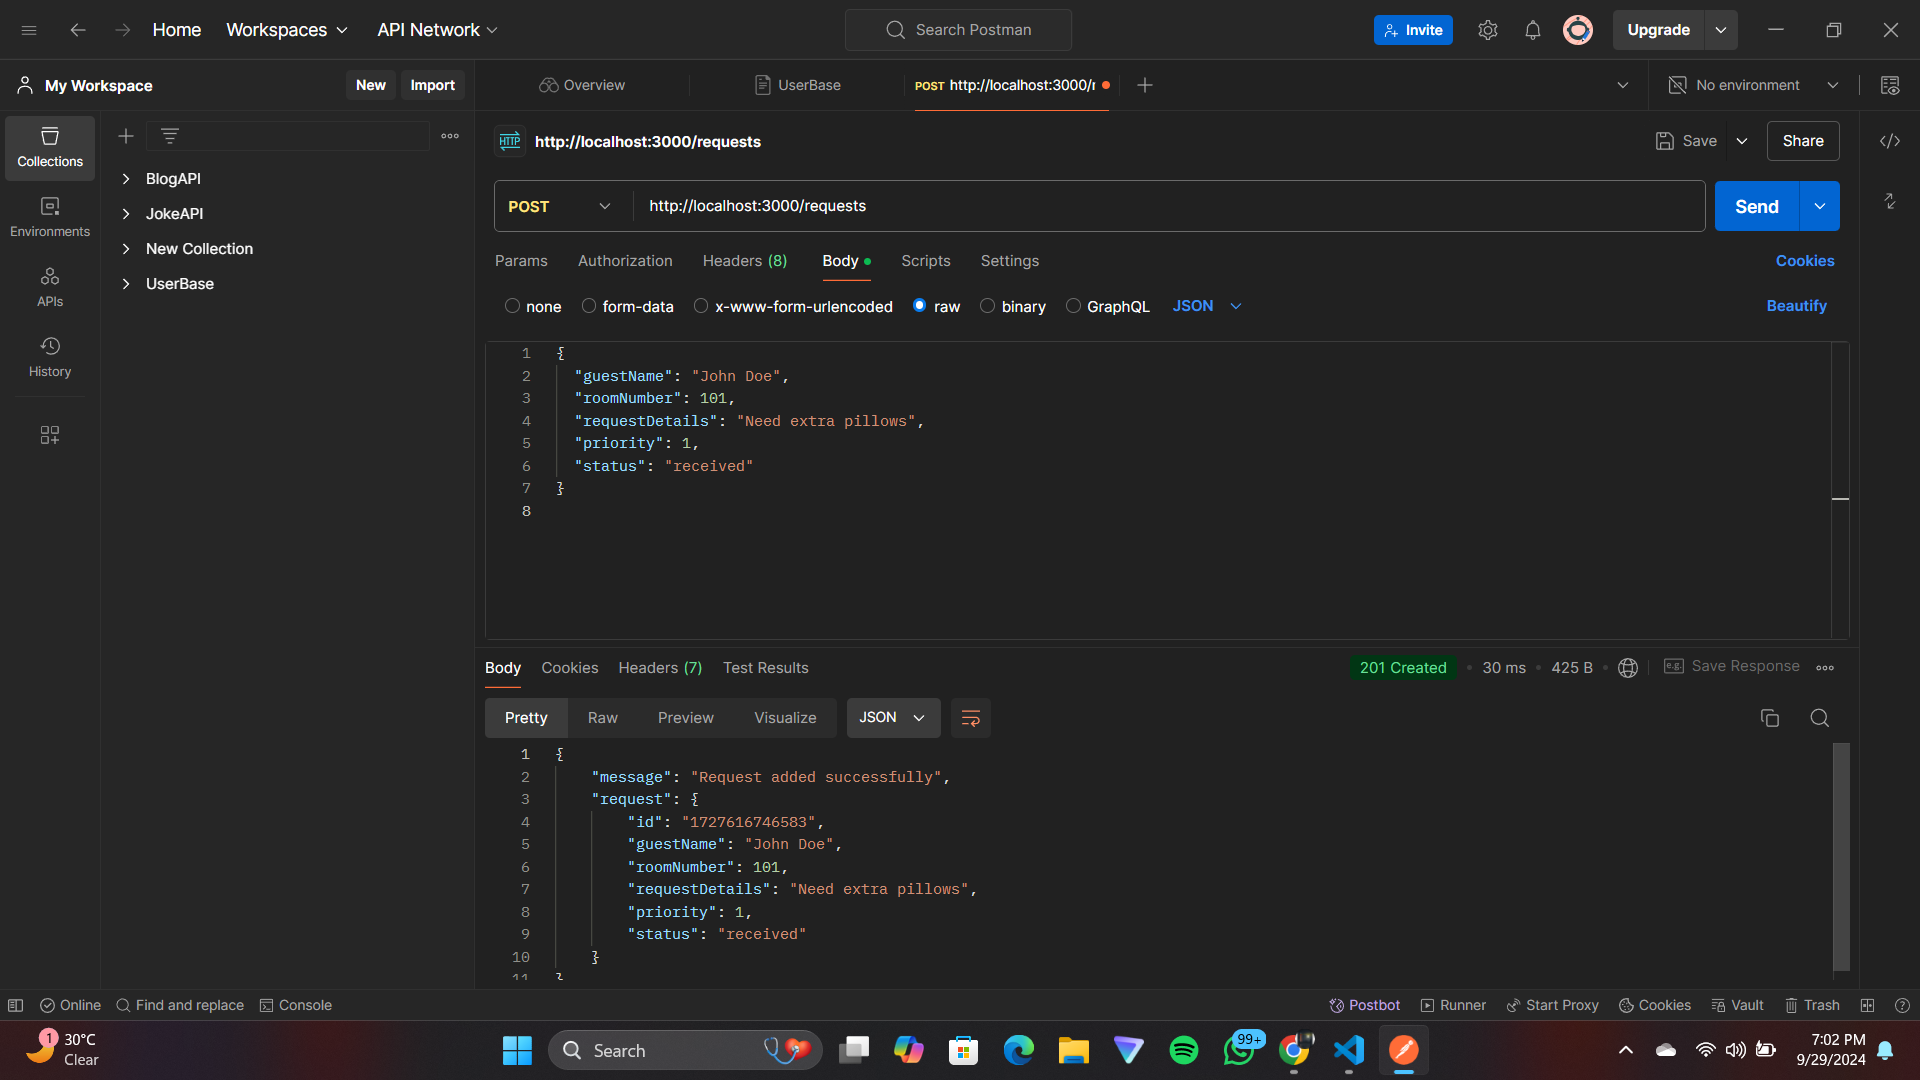 Home
Workspaces
API Network
Search Postman
Invite
Upgrade
My Workspace
New
Import
Overview
UserBase
POST http://localhost:3000/r
No environment
Collections
Environments
APIs
History
BlogAPI
JokeAPI
New Collection
UserBase
HTTP
http://localhost:3000/requests
Save
Share
POST
http://localhost:3000/requests
Send
Params
Authorization
Headers (8)
Body
Scripts
Settings
Cookies
none
form-data
x-www-form-urlencoded
raw
binary
GraphQL
JSON
Beautify
1 {
2 "guestName": "John Doe",
3 "roomNumber": 101,
4 "requestDetails": "Need extra pillows",
5 "priority": 1,
6 "status": "received"
7 }
8
Body
Cookies
Headers (7)
Test Results
201 Created
30 ms
425 B
e.g.
Save Response
Pretty
Raw
Preview
Visualize
JSON
1 {
2 "message": "Request added successfully",
3 "request": {
4 "id": "1727616746583",
5 "guestName": "John Doe",
6 "roomNumber": 101,
7 "requestDetails": "Need extra pillows",
8 "priority": 1,
9 "status": "received"
10 }
11 }
Online
Find and replace
Console
Postbot
Runner
Start Proxy
Cookies
Vault
Trash
1
30°C
Clear
Search
99+
7:02 PM
9/29/2024